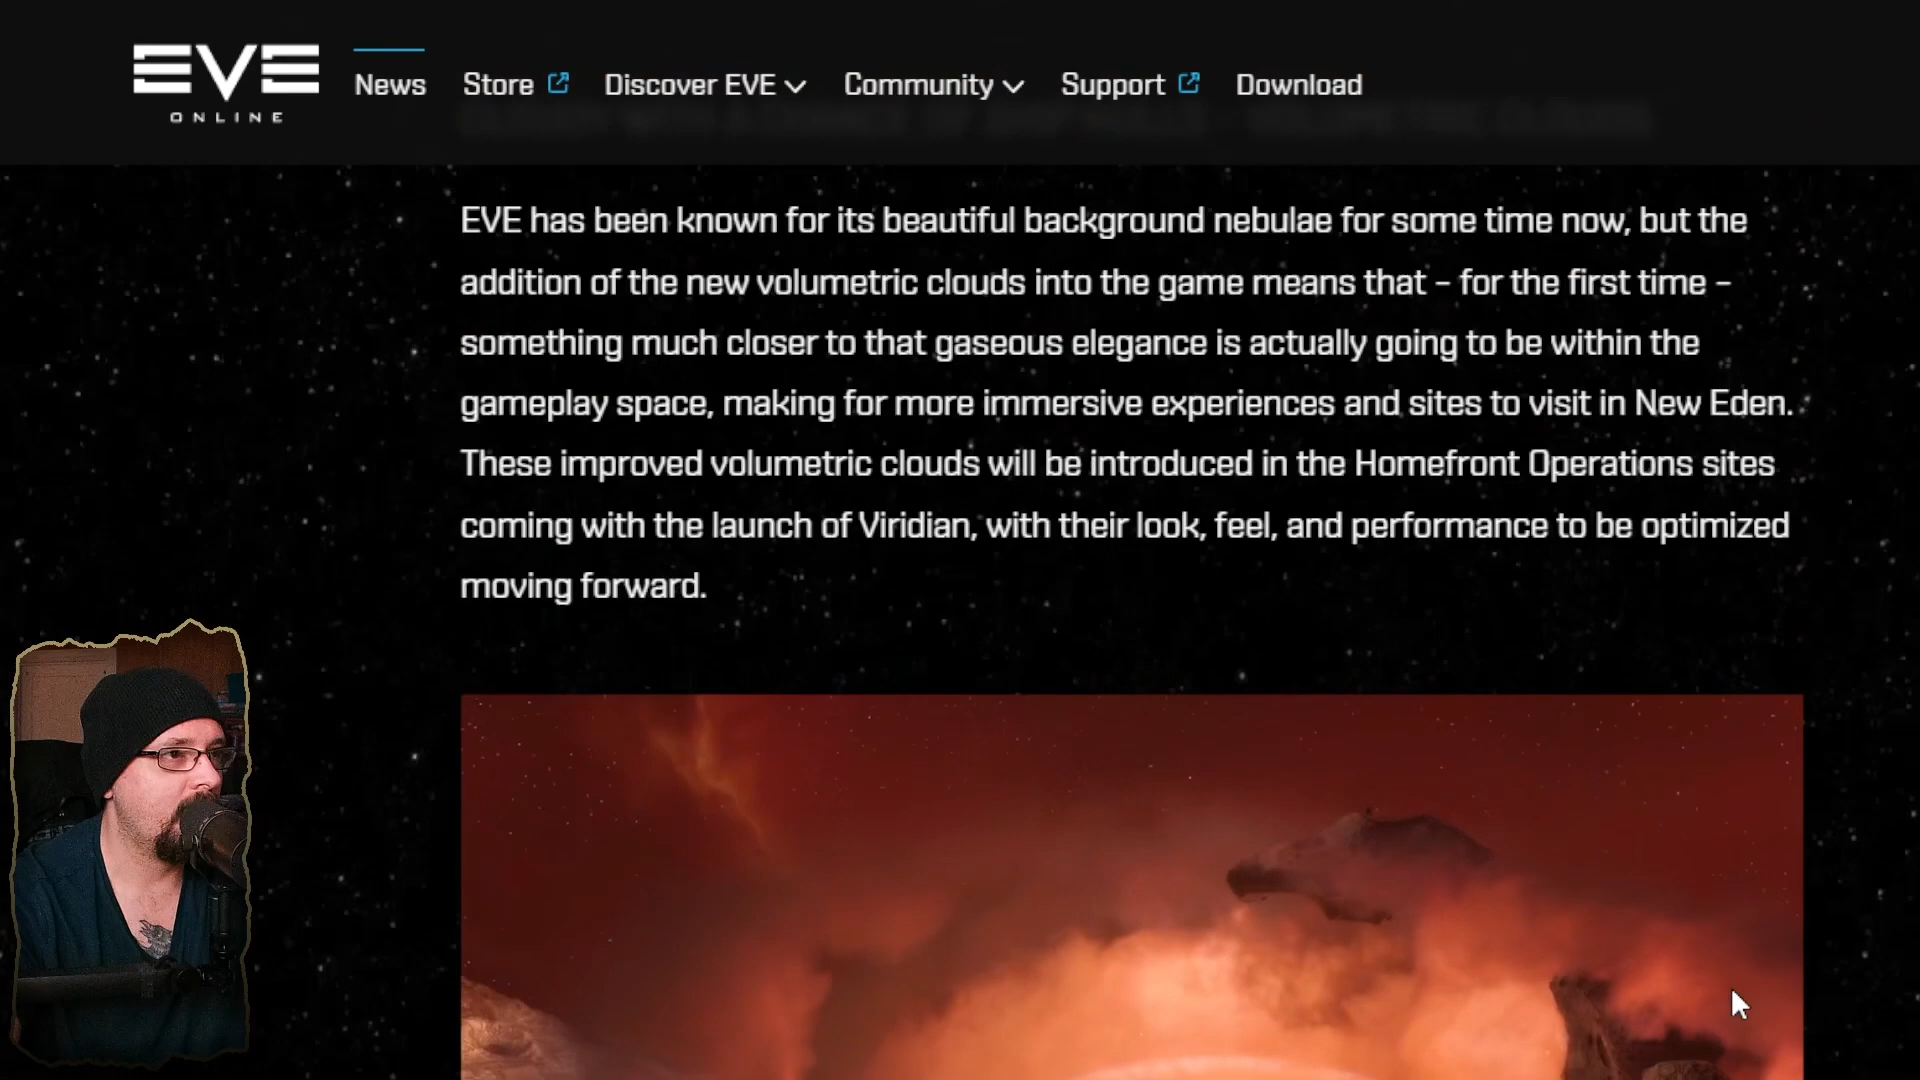 EVE
ONLINE
News Store Discover EVE Community Support Download
EVE has been known for its beautiful background nebulae for some time now, but the
addition of the new volumetric clouds into the game means that – for the first time –
something much closer to that gaseous elegance is actually going to be within the
gameplay space, making for more immersive experiences and sites to visit in New Eden.
These improved volumetric clouds will be introduced in the Homefront Operations sites
coming with the launch of Viridian, with their look, feel, and performance to be optimized
moving forward.